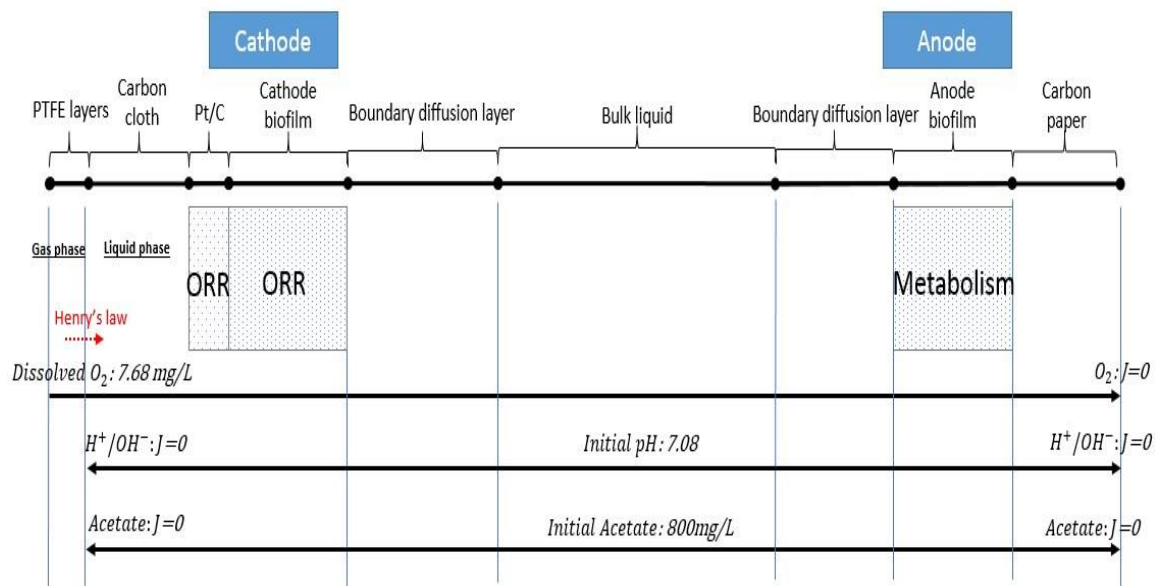 Cathode
Anode
PTFE layers
Carbon
cloth
Pt/C
Cathode
biofilm
Boundary diffusion layer
Bulk liquid
Boundary diffusion layer
Anode
biofilm
Carbon
paper
Gas phase
Liquid phase
ORR
ORR
Metabolism
Henry's law
Dissolved O₂: 7.68 mg/L
O₂: J=0
H⁺/OH⁻: J=0
Initial pH: 7.08
H⁺/OH⁻: J=0
Acetate: J=0
Initial Acetate: 800mg/L
Acetate: J=0